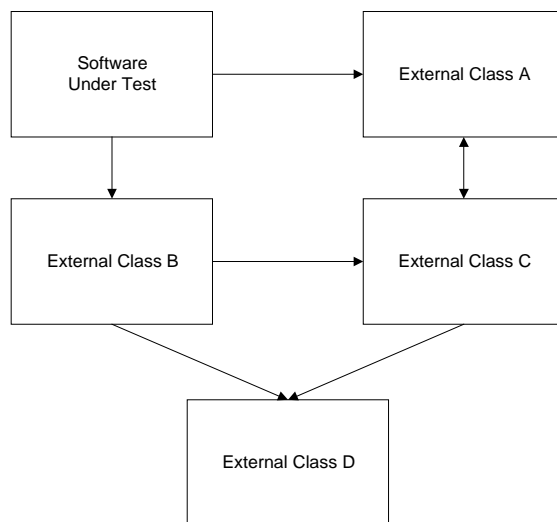 Software
Under Test
External Class A
External Class B
External Class C
External Class D